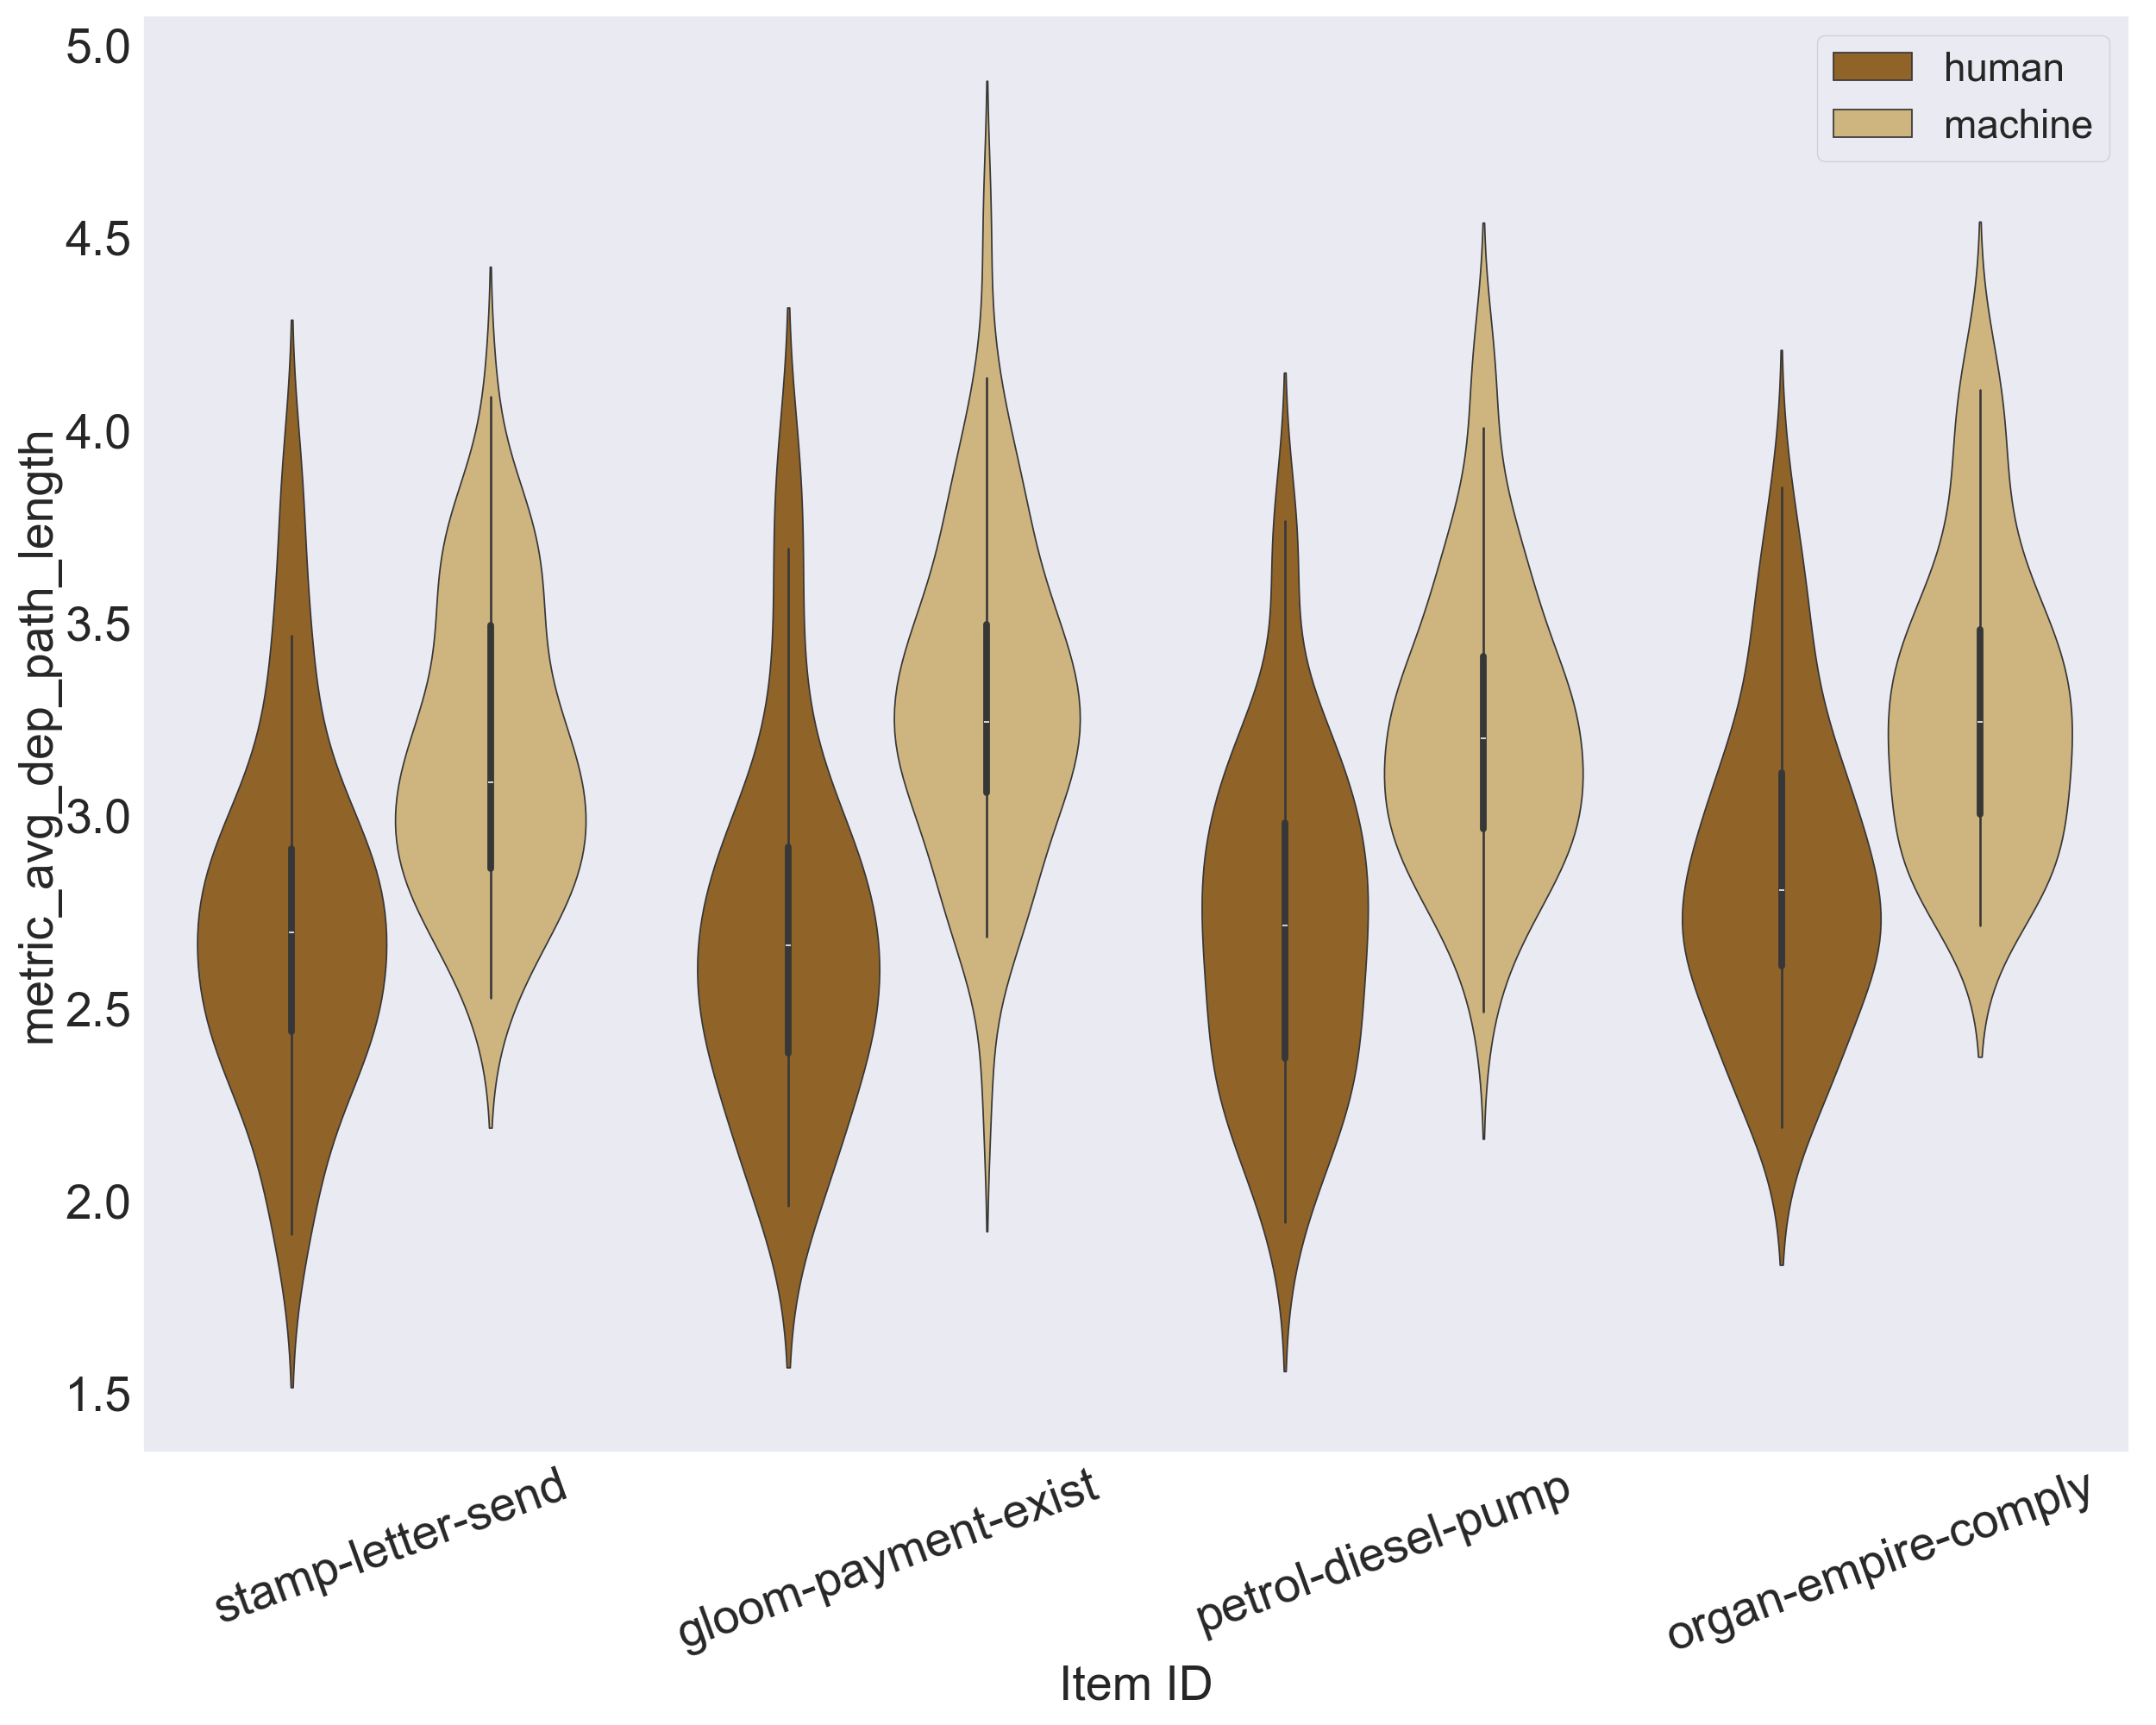 human
machine
metric_avg_dep_path_length
5.0
4.5
4.0
3.5
3.0
2.5
2.0
1.5
stamp-letter-send
gloom-payment-exist
petrol-diesel-pump
organ-empire-comply
Item ID